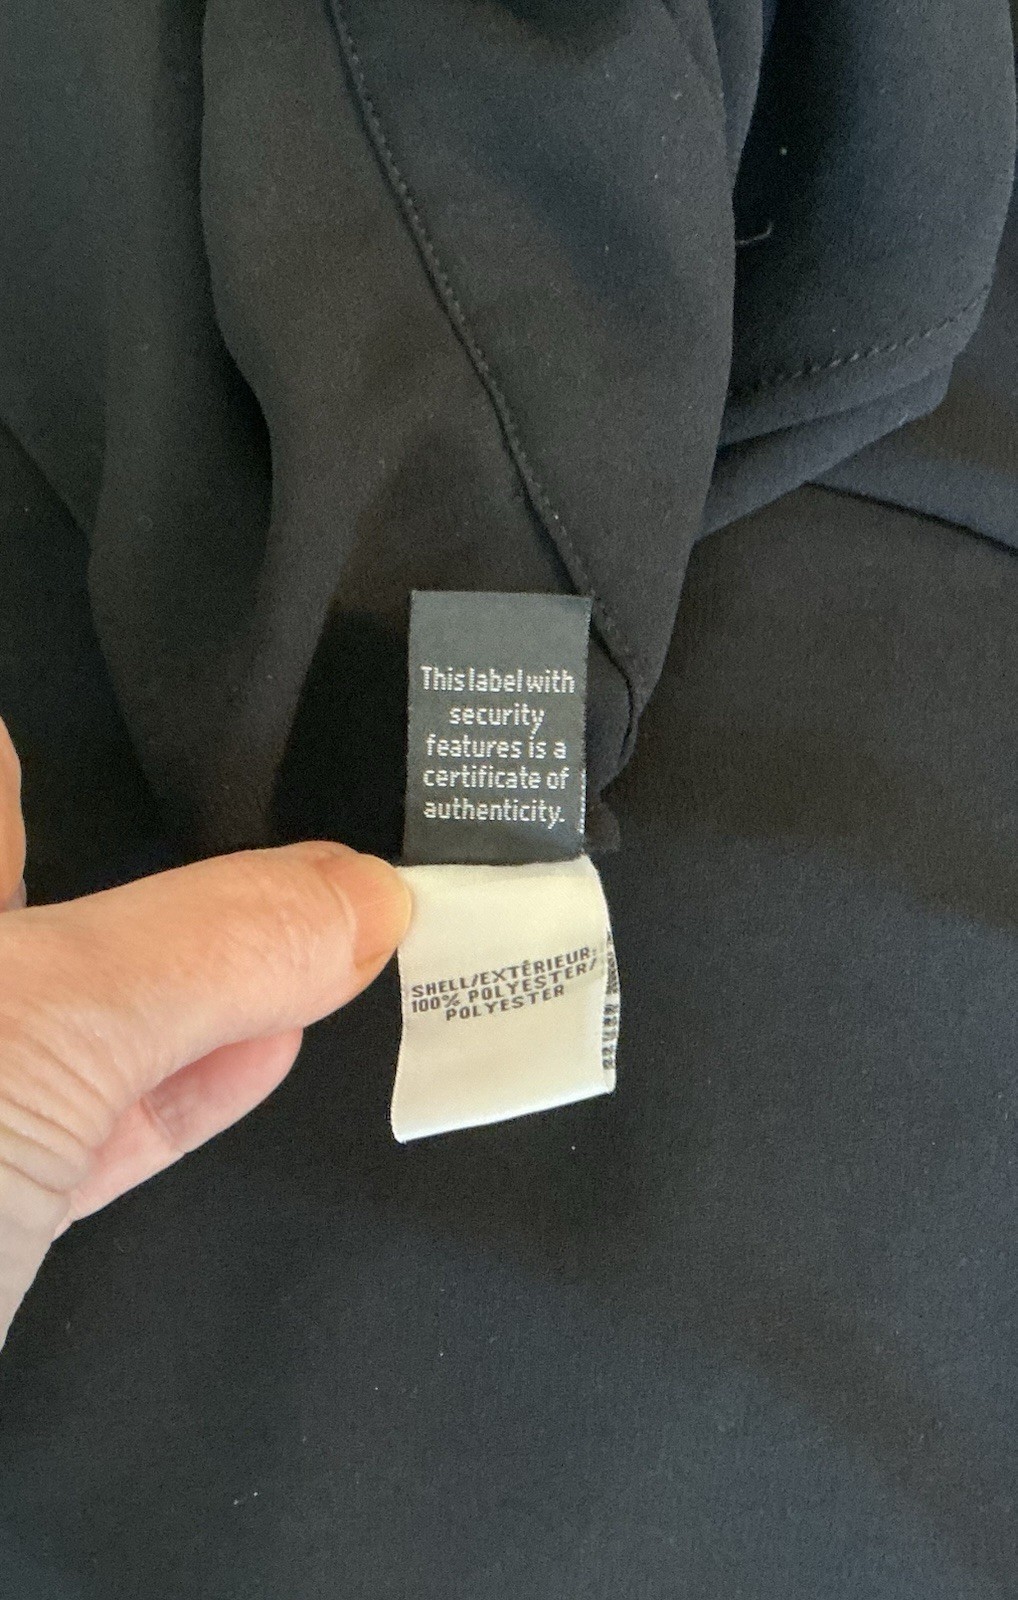 This label with
security
features is a
certificate of
authenticity.
SHELL/EXTÉRIEUR:
100% POLYESTER/
POLYESTER